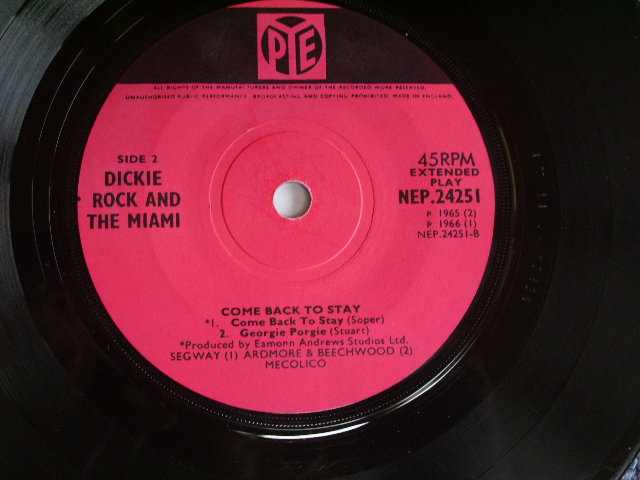 PYE
ALL RIGHTS OF THE MANUFACTURERS AND OWNER OF THE RECORDED WORK RESERVED.
UNAUTHORISED PUBLIC PERFORMANCE, BROADCASTING AND COPYING PROHIBITED. MADE IN ENGLAND.
SIDE 2
DICKIE
ROCK AND
THE MIAMI
45RPM
EXTENDED
PLAY
NEP.24251
P 1965 (2)
P 1966 (1)
NEP.24251-B
COME BACK TO STAY
*1. Come Back To Stay (Soper)
2. Georgie Porgie (Stuart)
*Produced by Eamonn Andrews Studios Ltd.
SEGWAY (1) ARDMORE & BEECHWOOD (2)
MECOLICO